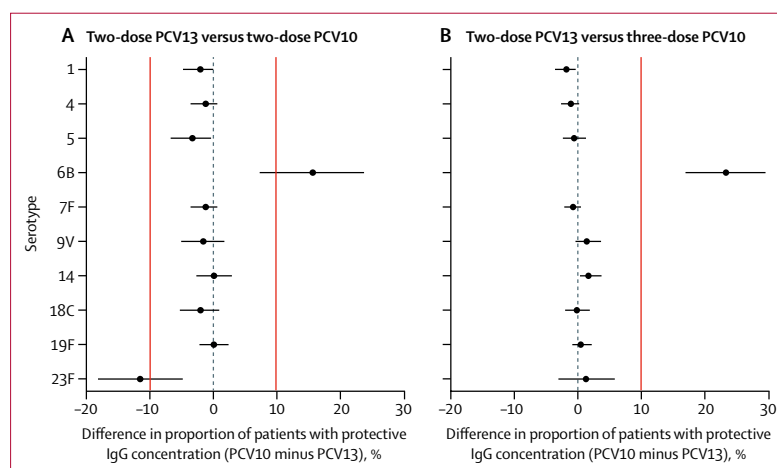 A Two-dose PCV13 versus two-dose PCV10
B Two-dose PCV13 versus three-dose PCV10
Serotype
1
4
5
6B
7F
9V
14
18C
19F
23F
–20 –10 0 10 20 30
–20 –10 0 10 20 30
Difference in proportion of patients with protective
IgG concentration (PCV10 minus PCV13), %
Difference in proportion of patients with protective
IgG concentration (PCV10 minus PCV13), %